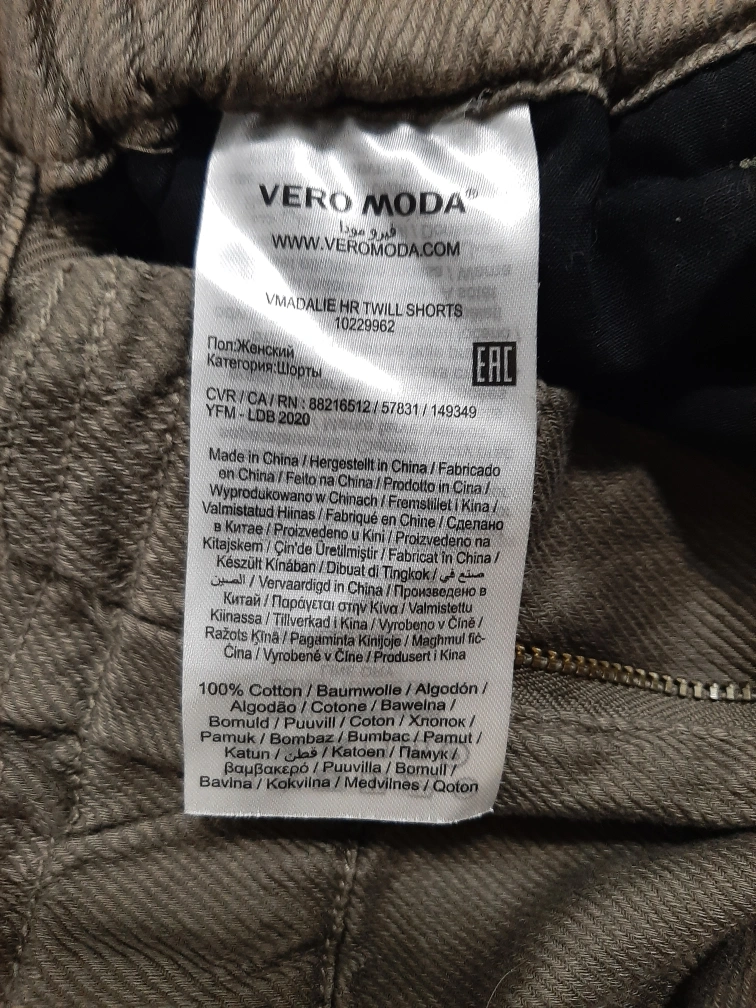 VERO MODA®
فيرو مودا
WWW.VEROMODA.COM
VMADALIE HR TWILL SHORTS
10229962
Пол:Женский
Категория:Шорты
EAC
CVR / CA / RN : 88216512 / 57831 / 149349
YFM - LDB 2020
Made in China / Hergestellt in China / Fabricado
en China / Feito na China / Prodotto in Cina /
Wyprodukowano w Chinach / Fremstillet i Kina /
Valmistatud Hiinas / Fabriqué en Chine / Сделано
в Китае / Proizvedeno u Kini / Proizvedeno na
Kitajskem / Çin'de Üretilmiştir / Fabricat în China /
Készült Kínában / Dibuat di Tingkok / صنع في
الصين / Vervaardigd in China / Произведено в
Китай / Παράγεται στην Κίνα / Valmistettu
Kiinassa / Tillverkad i Kina / Vyrobeno v Číně /
Ražots Ķīnā / Pagaminta Kinijoje / Maghmul fiċ-
Ċina / Vyrobené v Číne / Produsert i Kina
100% Cotton / Baumwolle / Algodón /
Algodão / Cotone / Bawełna /
Bomuld / Puuvill / Coton / Хлопок /
Pamuk / Bombaz / Bumbac / Pamut /
Katun / قطن / Katoen / Памук /
βαμβακερό / Puuvilla / Bomull /
Bavlna / Kokvilna / Medvilnės / Qoton